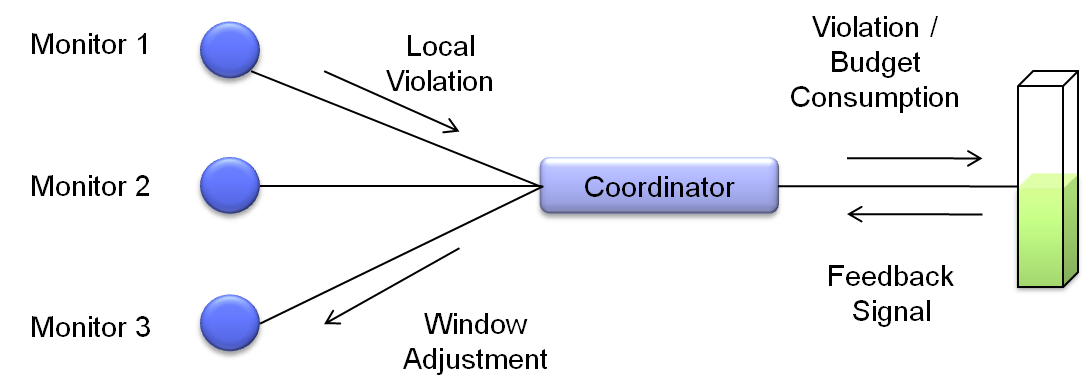 Monitor 1
Local
Violation
Violation /
Budget
Consumption
Monitor 2
Coordinator
Monitor 3
Window
Adjustment
Feedback
Signal